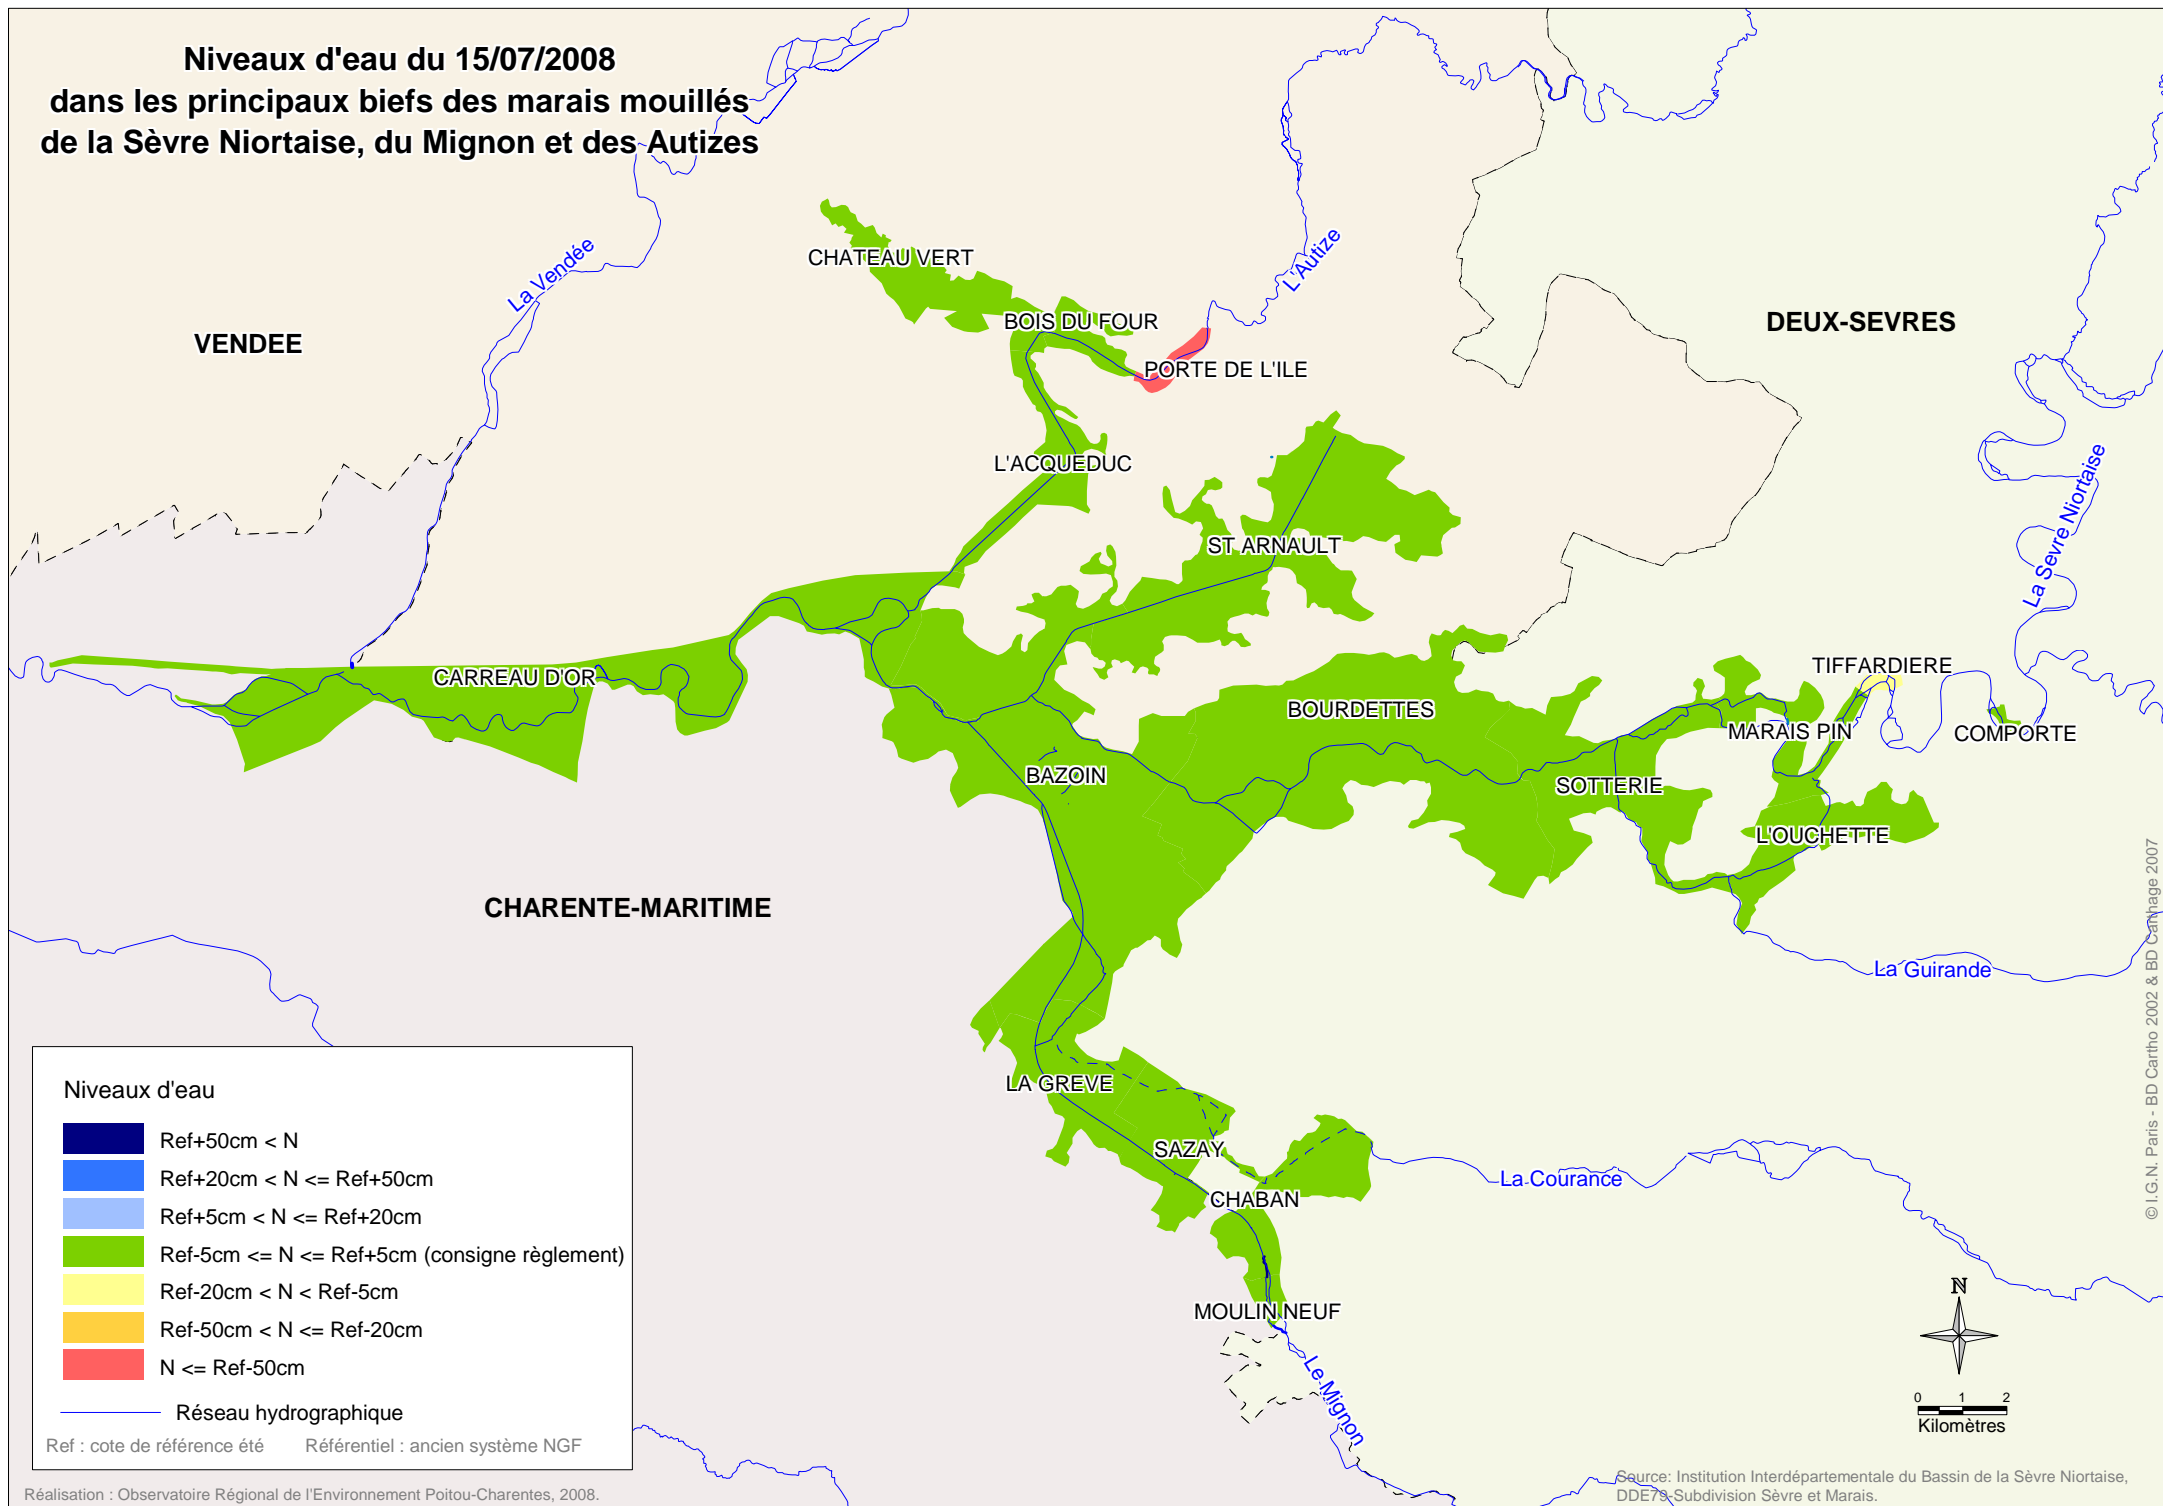 Niveaux d'eau du 15/07/2008
dans les principaux biefs des marais mouillés
de la Sèvre Niortaise, du Mignon et des Autizes
La Vendée
L'Autize
CHATEAU VERT
BOIS DU FOUR
PORTE DE L'ILE
VENDEE
DEUX-SEVRES
L'ACQUEDUC
ST ARNAULT
La Sevre Niortaise
CARREAU D'OR
BOURDETTES
TIFFARDIERE
MARAIS PIN
COMPORTE
BAZOIN
SOTTERIE
L'OUCHETTE
CHARENTE-MARITIME
La Guirande
LA GREVE
SAZAY
CHABAN
La Courance
MOULIN NEUF
Le Mignon
Niveaux d'eau
Ref+50cm < N
Ref+20cm < N <= Ref+50cm
Ref+5cm < N <= Ref+20cm
Ref-5cm <= N <= Ref+5cm (consigne règlement)
Ref-20cm < N < Ref-5cm
Ref-50cm < N <= Ref-20cm
N <= Ref-50cm
Réseau hydrographique
Ref : cote de référence été Référentiel : ancien système NGF
N
0 1 2
Kilomètres
© I.G.N. Paris - BD Cartho 2002 & BD Carthage 2007
Réalisation : Observatoire Régional de l'Environnement Poitou-Charentes, 2008.
Source: Institution Interdépartementale du Bassin de la Sèvre Niortaise,
DDE79-Subdivision Sèvre et Marais.